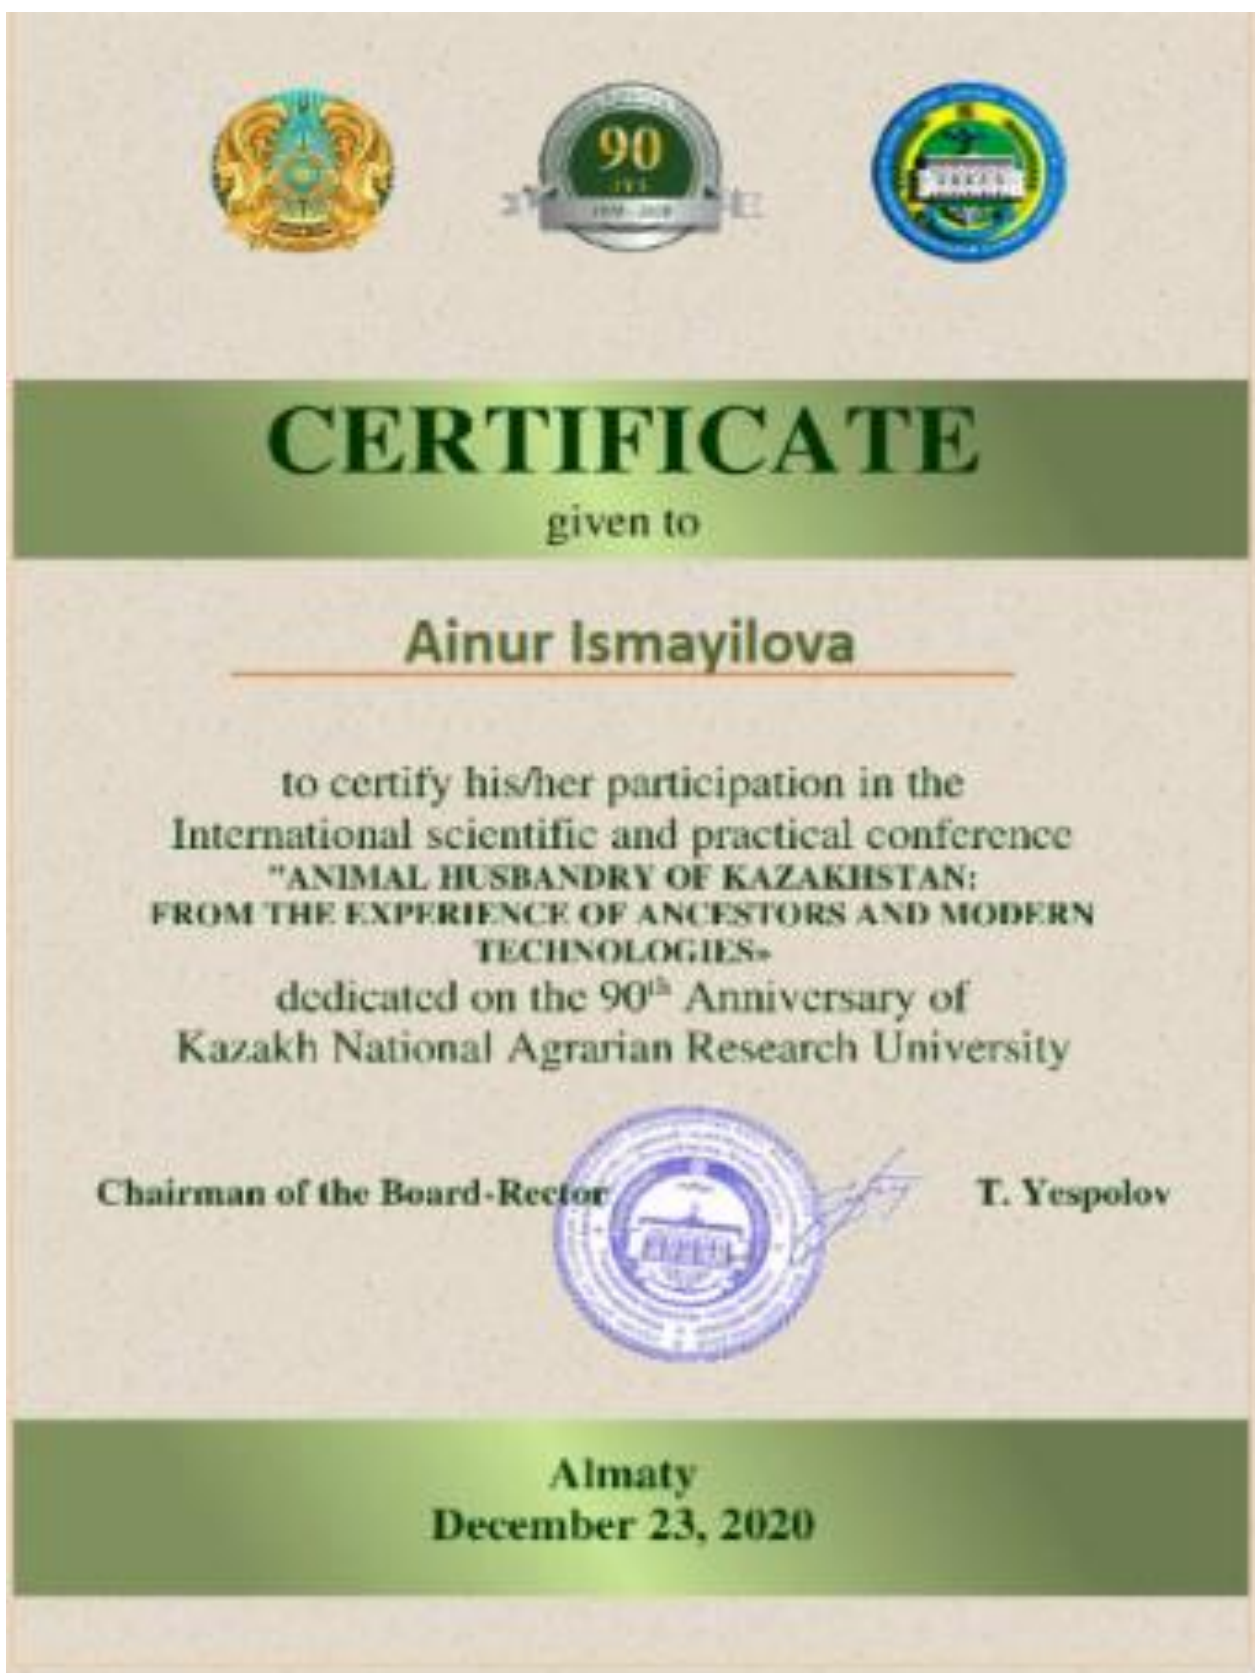 90
CERTIFICATE
given to
Ainur Ismayilova
to certify his/her participation in the
International scientific and practical conference
"ANIMAL HUSBANDRY OF KAZAKHSTAN:
FROM THE EXPERIENCE OF ANCESTORS AND MODERN
TECHNOLOGIES»
dedicated on the 90th Anniversary of
Kazakh National Agrarian Research University
Chairman of the Board-Rector T. Yespolov
Almaty
December 23, 2020